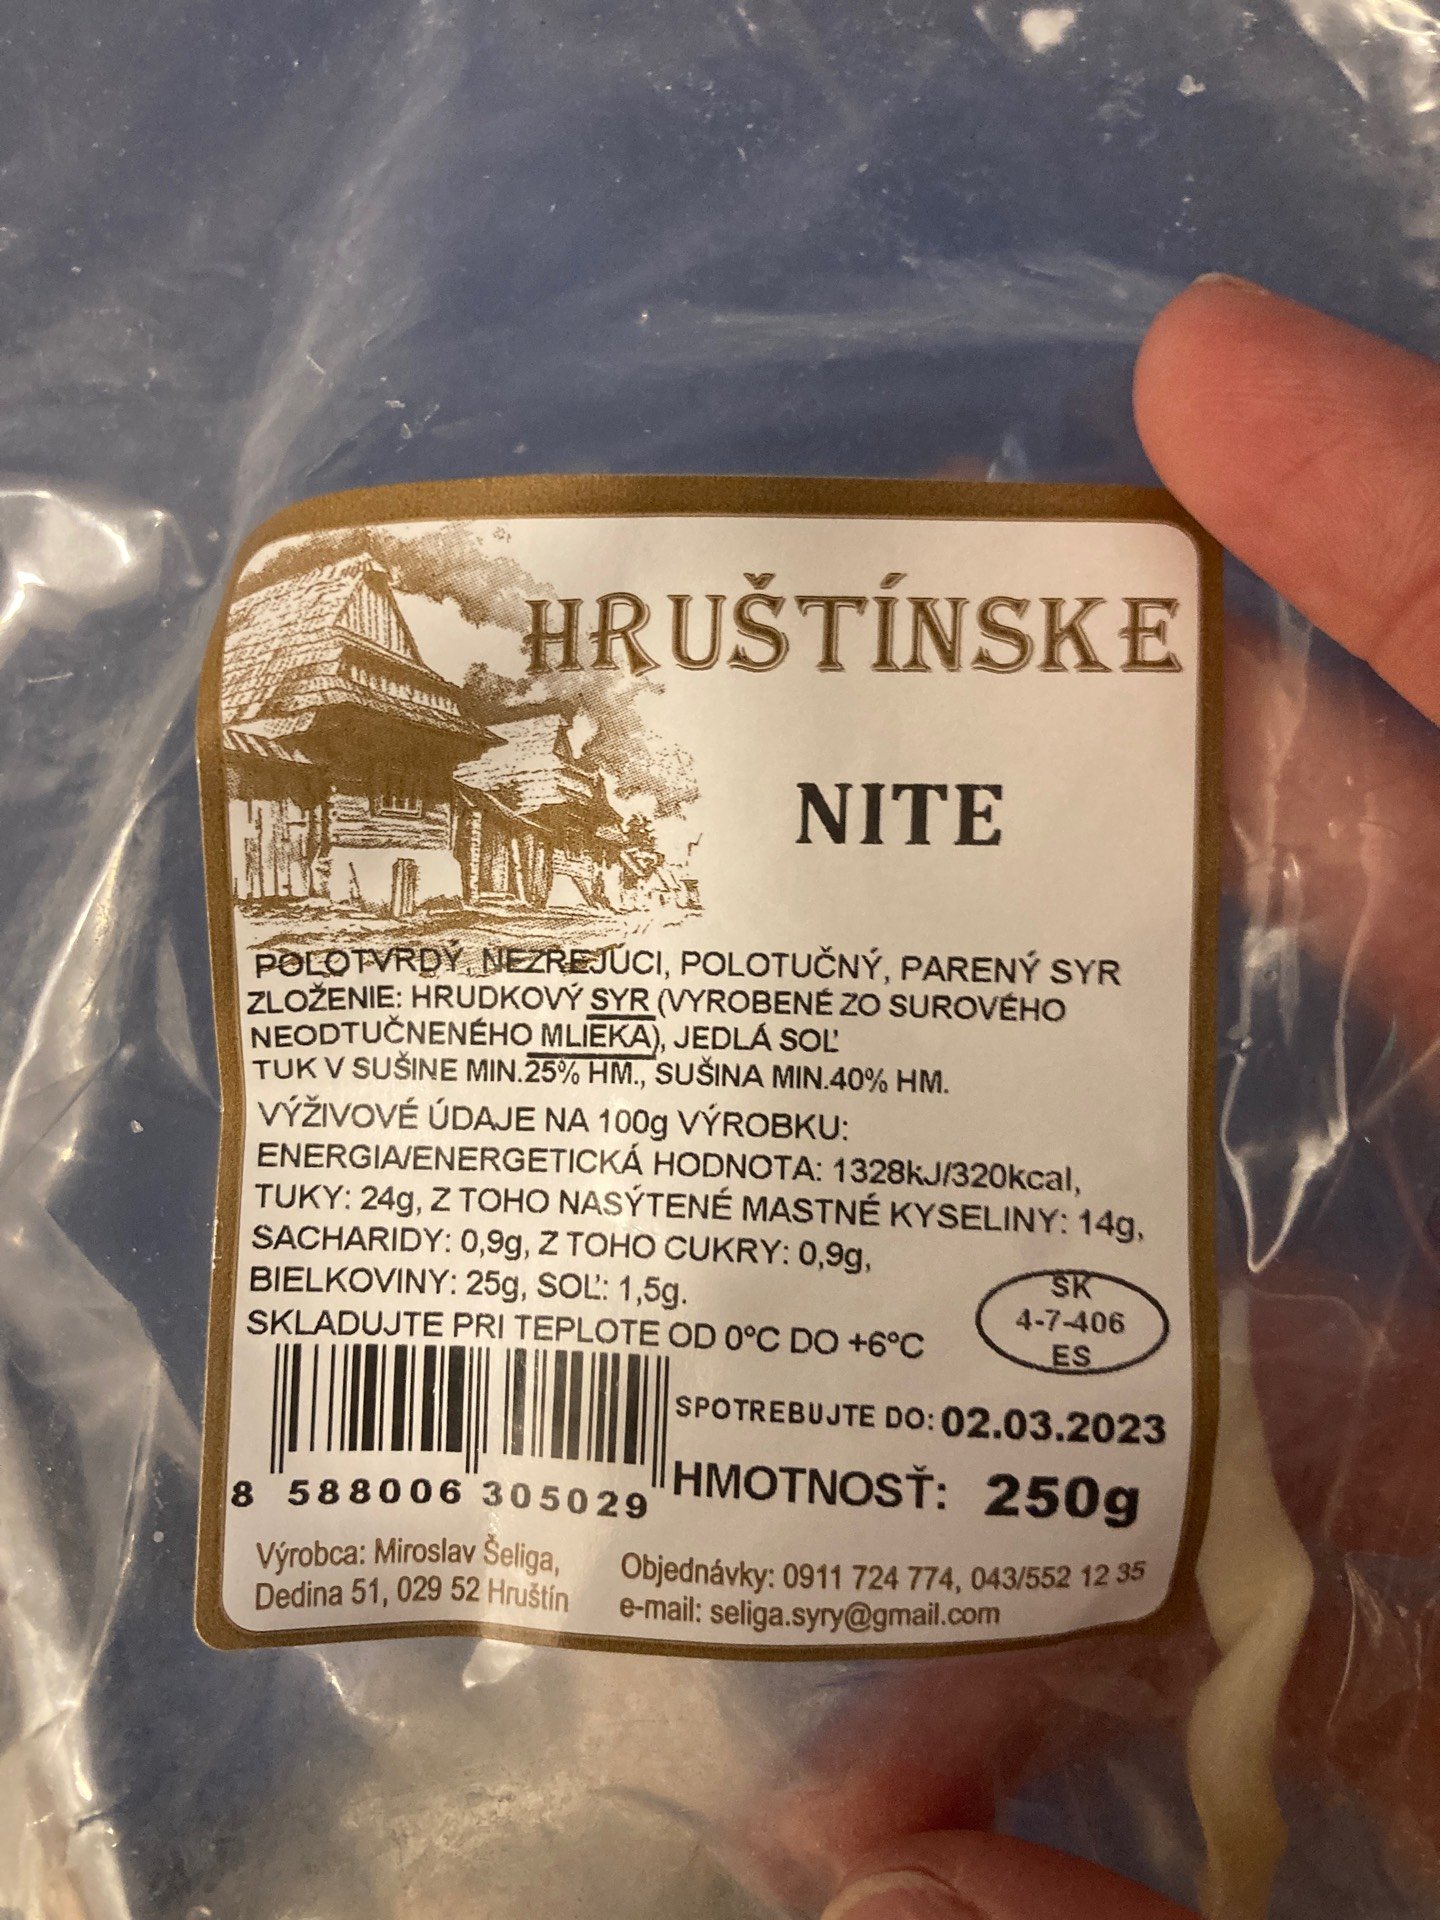 HRUŠTÍNSKE
NITE
POLOTVRDÝ, NEZREJÚCI, POLOTUČNÝ, PARENÝ SYR
ZLOŽENIE: HRUDKOVÝ SYR (VYROBENÉ ZO SUROVÉHO
NEODTUČNENÉHO MLIEKA), JEDLÁ SOĽ
TUK V SUŠINE MIN.25% HM., SUŠINA MIN.40% HM.
VÝŽIVOVÉ ÚDAJE NA 100g VÝROBKU:
ENERGIA/ENERGETICKÁ HODNOTA: 1328kJ/320kcal,
TUKY: 24g, Z TOHO NASÝTENÉ MASTNÉ KYSELINY: 14g,
SACHARIDY: 0,9g, Z TOHO CUKRY: 0,9g,
BIELKOVINY: 25g, SOĽ: 1,5g.
SKLADUJTE PRI TEPLOTE OD 0°C DO +6°C
SK
4-7-406
ES
SPOTREBUJTE DO: 02.03.2023
HMOTNOSŤ: 250g
8 588006 305029
Výrobca: Miroslav Šeliga,
Dedina 51, 029 52 Hruštín
Objednávky: 0911 724 774, 043/552 12 35
e-mail: seliga.syry@gmail.com